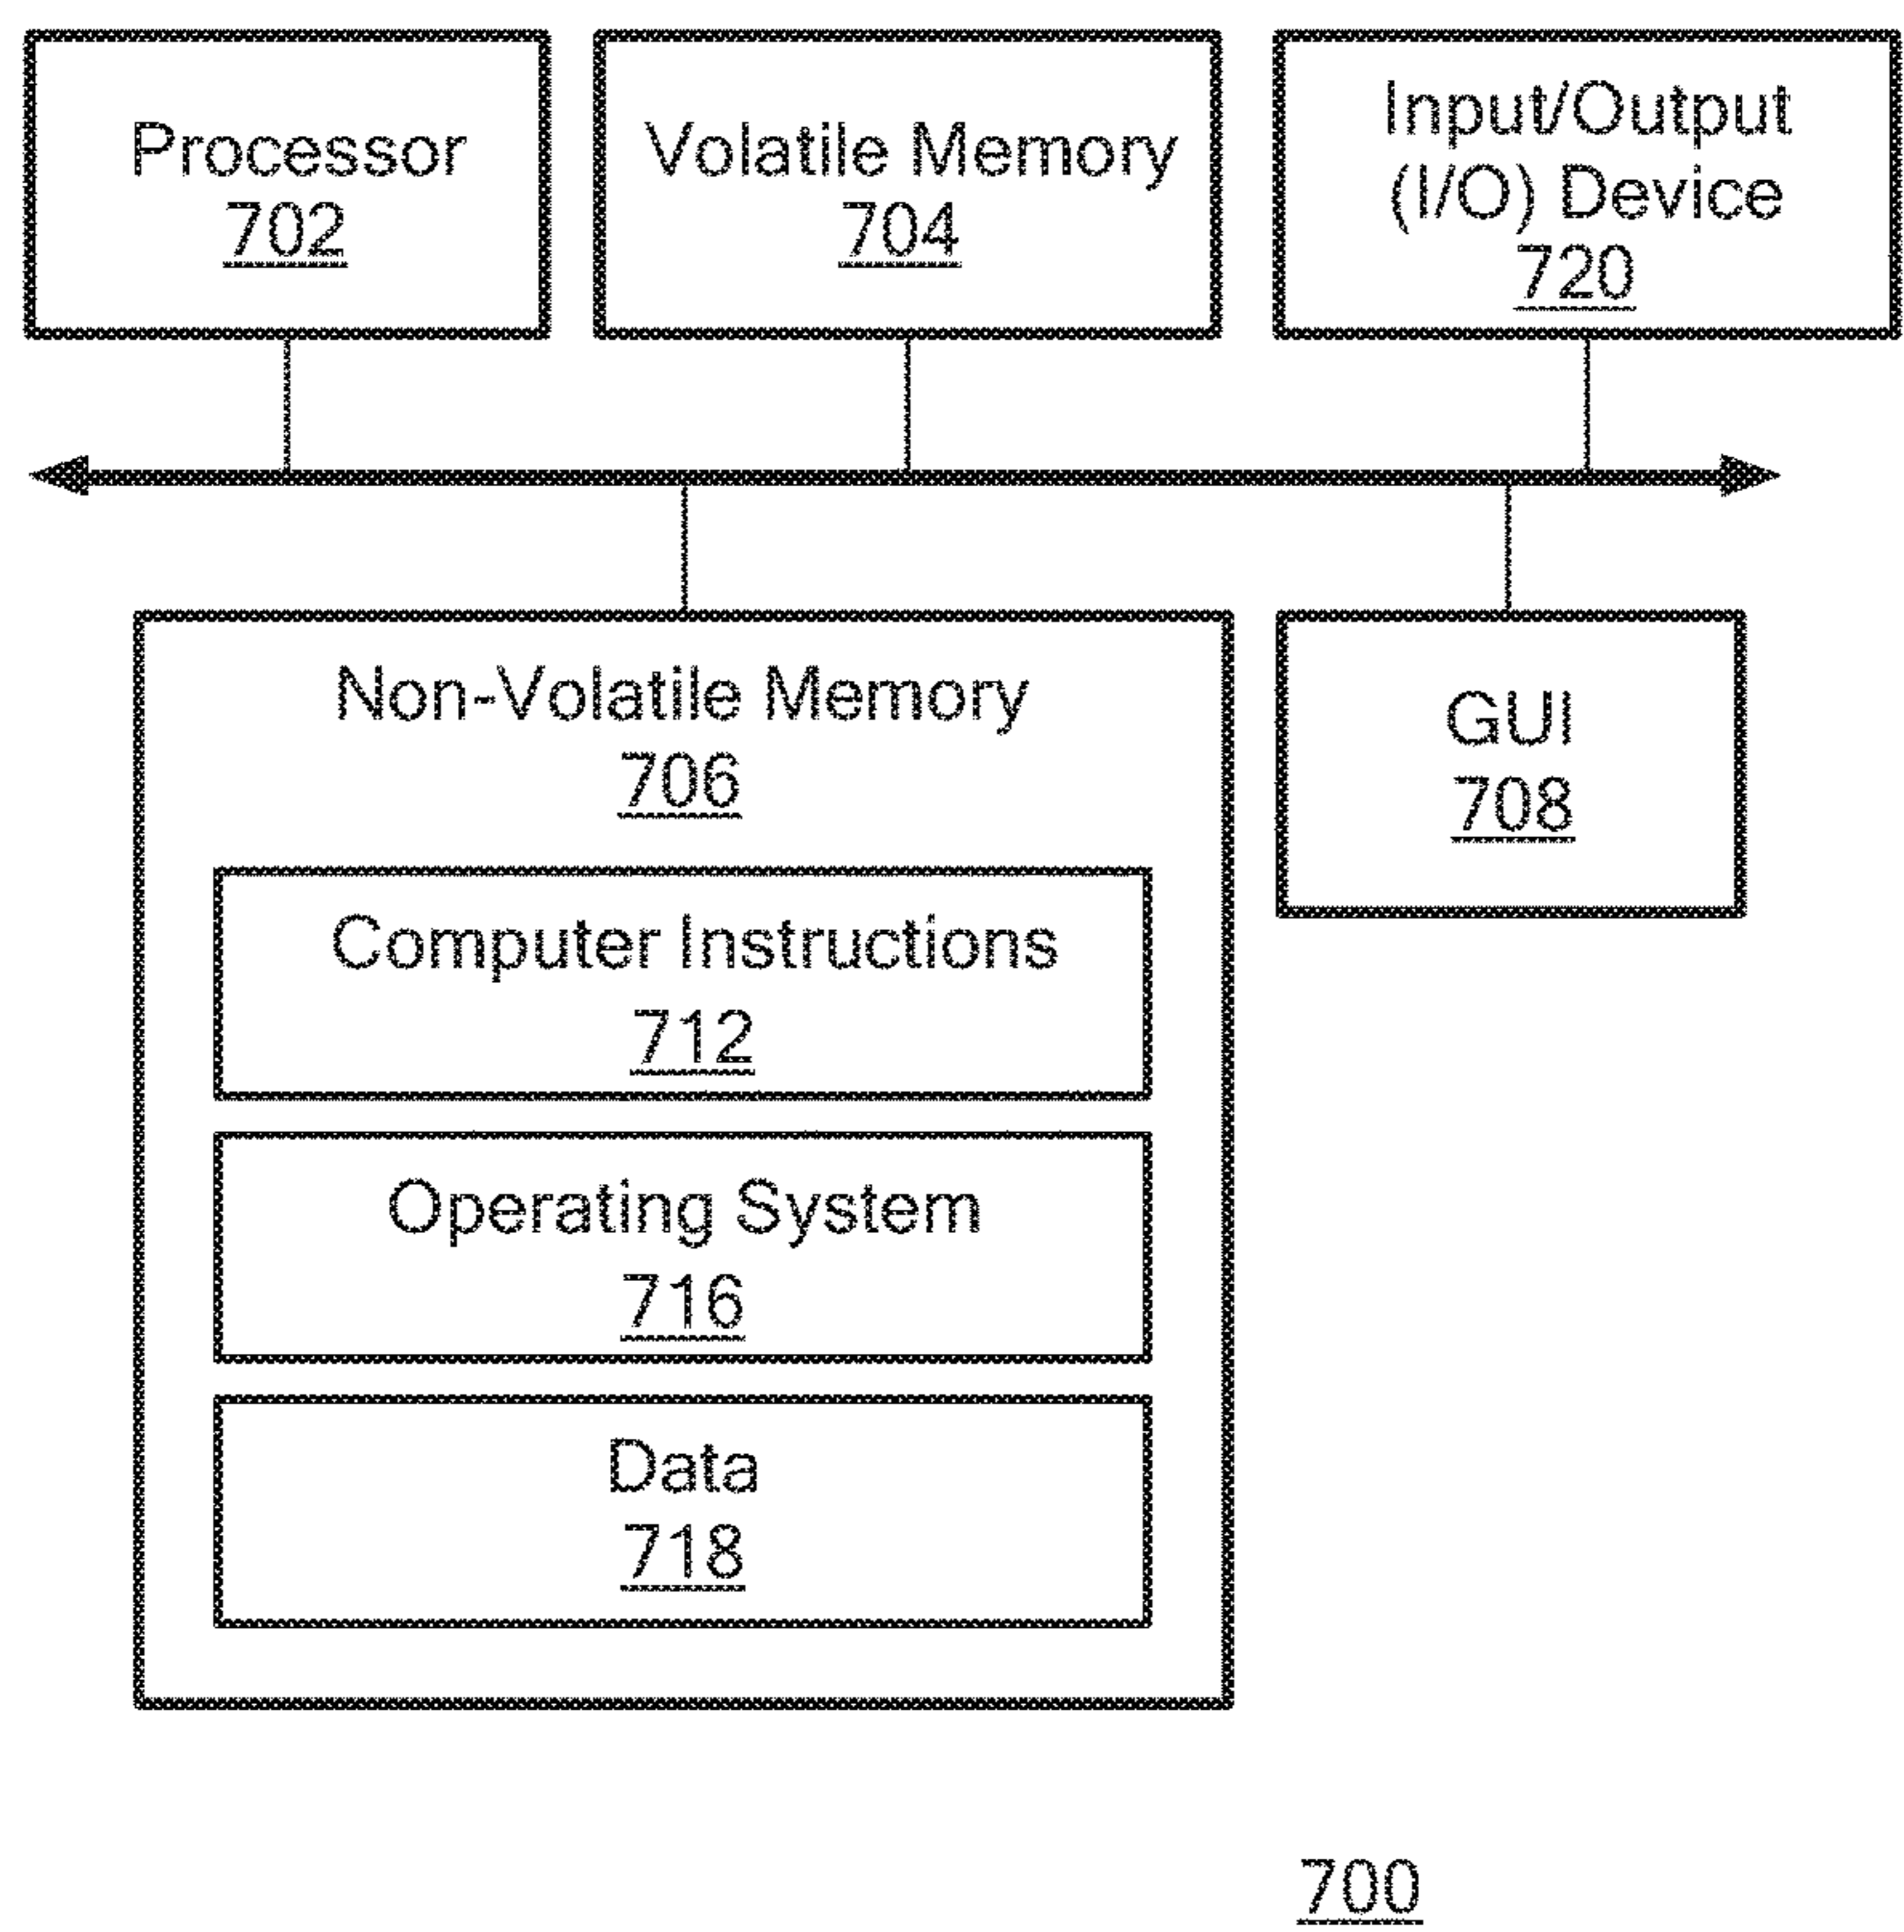 Processor
702
Volatile Memory
704
Input/Output
(I/O) Device
720
Non-Volatile Memory
706
GUI
708
Computer Instructions
712
Operating System
716
Data
718
700